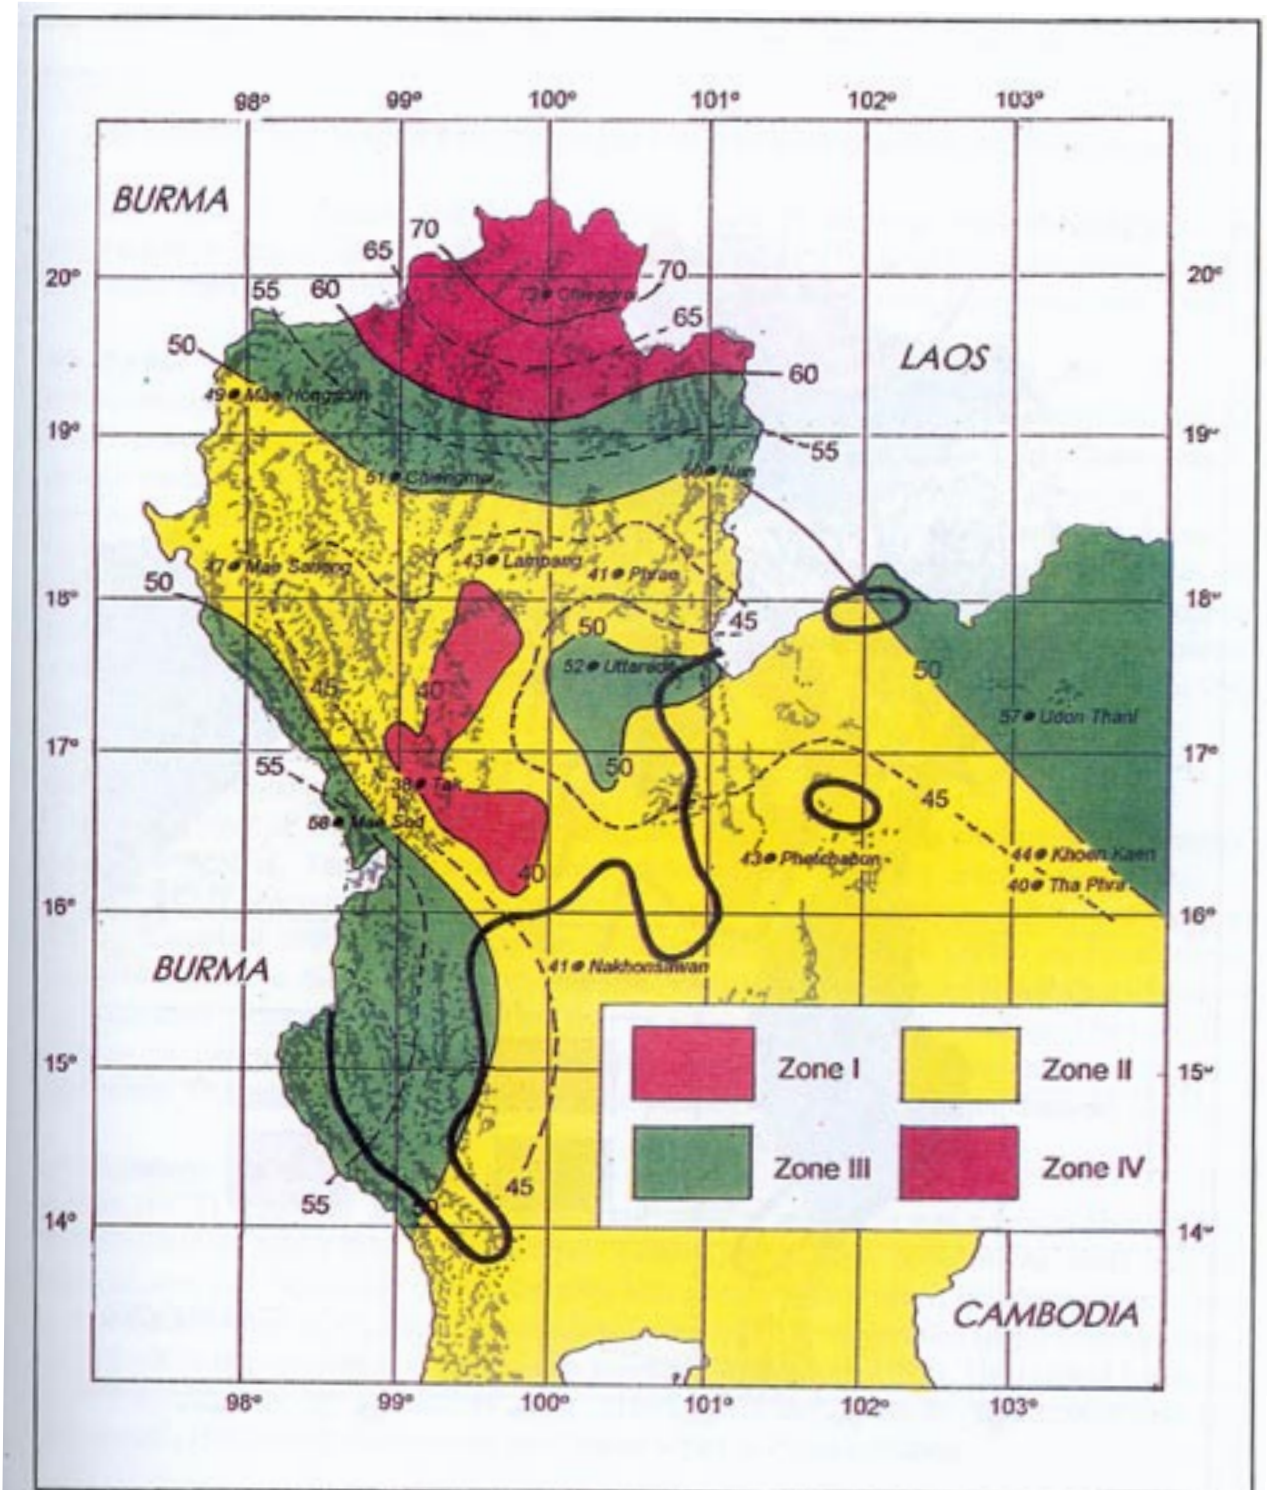 98° 99° 100° 101° 102° 103°
BURMA
70
65
70
20° 20°
55 60
65
50
LAOS
60
49 Mae Hongson
19° 19°
55
51 Chiengmai
Nan
43 Lampang
Mae Sariang
41 Phrae
50
18° 18°
45
50
52 Uttaradit
50
45
40
57 Udon Thani
17° 17°
55
50
38 Tak
45
58 Mae Sod
43 Phetchabun
44 Khoen Kaen
40
40 Tha Phra
16° 16°
BURMA
41 Nakhonsawan
Zone I Zone II
15° 15°
Zone III Zone IV
45
55
14° 14°
CAMBODIA
98° 99° 100° 101° 102° 103°